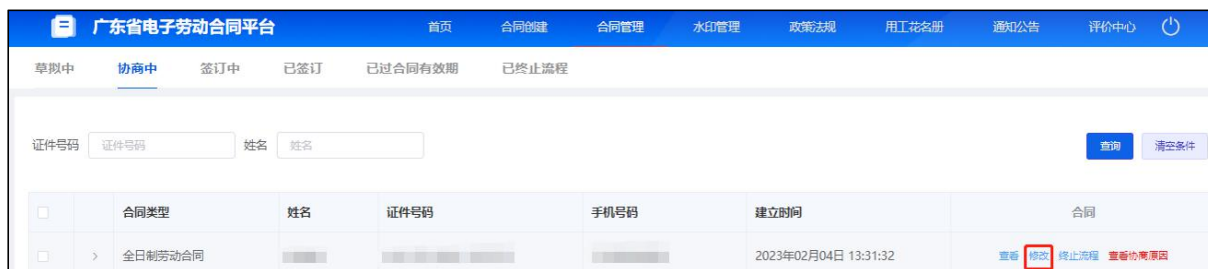 广东省电子劳动合同平台 首页 合同创建 合同管理 水印管理 政策法规 用工花名册 通知公告 评价中心
草拟中 协商中 签订中 已签订 已过合同有效期 已终止流程
证件号码 证件号码 姓名 姓名 查询 清空条件
合同类型 姓名 证件号码 手机号码 建立时间 合同
全日制劳动合同 2023年02月04日 13:31:32 查看 修改 终止流程 查看协商原因